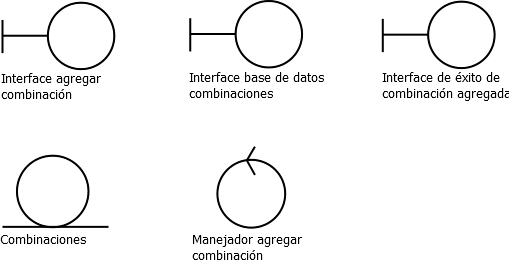 Interface agregar
combinación
Interface base de datos
combinaciones
Interface de éxito de
combinación agregada
Combinaciones
Manejador agregar
combinación